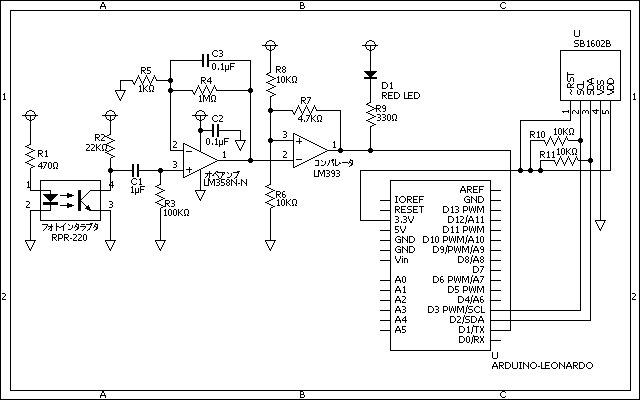 A B C
U
SB1602B
~RST
SCL
SDA
VSS
VDD
1 2 3 4 5
C3
0.1μF
R5
1KΩ
R4
1MΩ
R8
10KΩ
D1
RED LED
R9
330Ω
R7
4.7KΩ
C2
0.1μF
R10 10KΩ
R11 10KΩ
1 1
R1
470Ω
R2
22KΩ
C1
1μF
R3
100KΩ
2
3
1
オペアンプ
LM358N-N
3
2
1
コンパレータ
LM393
R6
10KΩ
1
2
4
3
フォトインタラプタ
RPR-220
IOREF
RESET
3.3V
5V
GND
GND
Vin
A0
A1
A2
A3
A4
A5
AREF
GND
D13 PWM
D12/A11
D11 PWM
D10 PWM/A10
D9/PWM/A9
D8/A8
D7
D6 PWM/A7
D5 PWM
D4/A6
D3 PWM/SCL
D2/SDA
D1/TX
D0/RX
U
ARDUINO-LEONARDO
2 2
A B C